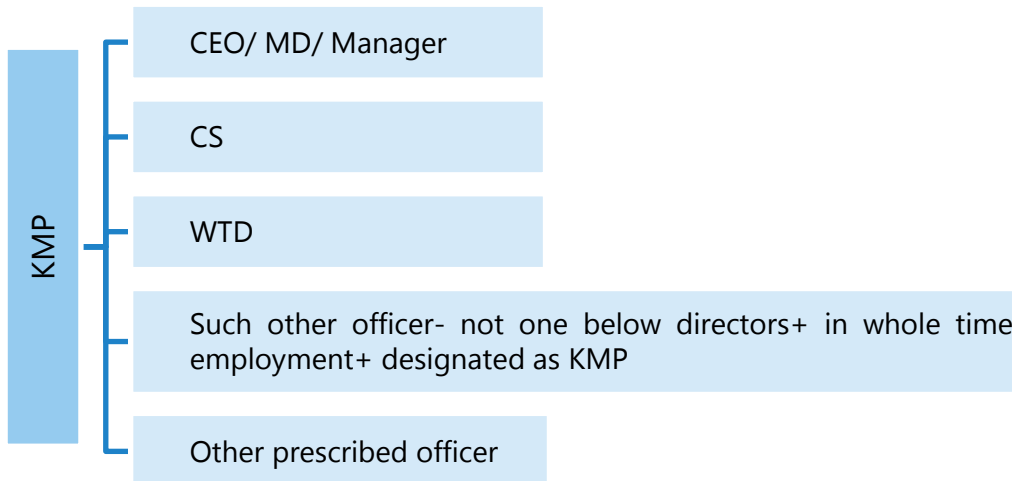 KMP
CEO/ MD/ Manager
CS
WTD
Such other officer- not one below directors+ in whole time
employment+ designated as KMP
Other prescribed officer